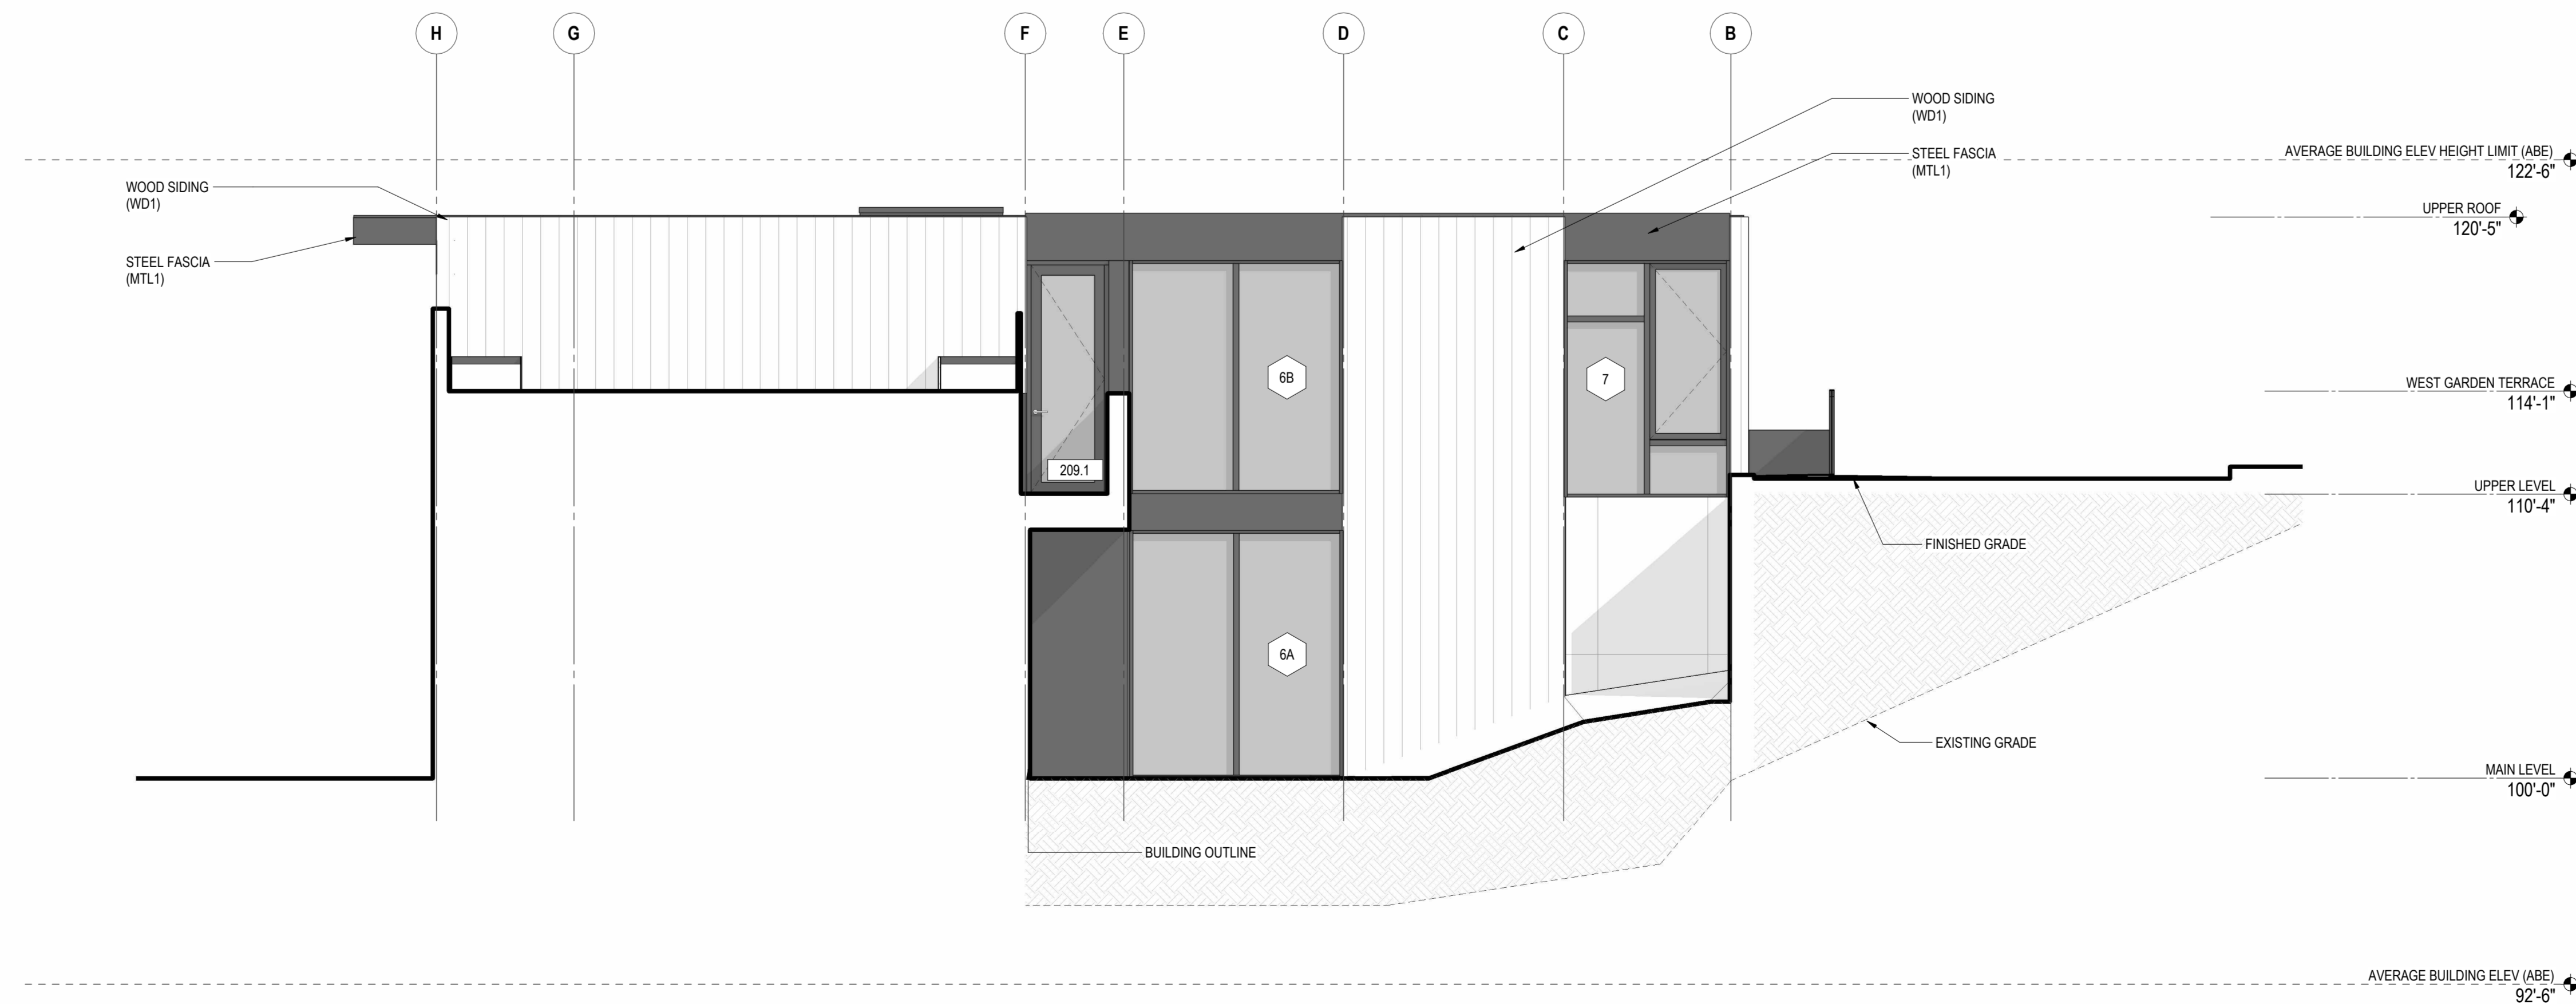 H
G
F
E
D
C
B
WOOD SIDING
(WD1)
STEEL FASCIA
(MTL1)
AVERAGE BUILDING ELEV HEIGHT LIMIT (ABE)
122'-6"
WOOD SIDING
(WD1)
STEEL FASCIA
(MTL1)
UPPER ROOF
120'-5"
6B
7
WEST GARDEN TERRACE
114'-1"
209.1
UPPER LEVEL
110'-4"
FINISHED GRADE
6A
EXISTING GRADE
MAIN LEVEL
100'-0"
BUILDING OUTLINE
AVERAGE BUILDING ELEV (ABE)
92'-6"